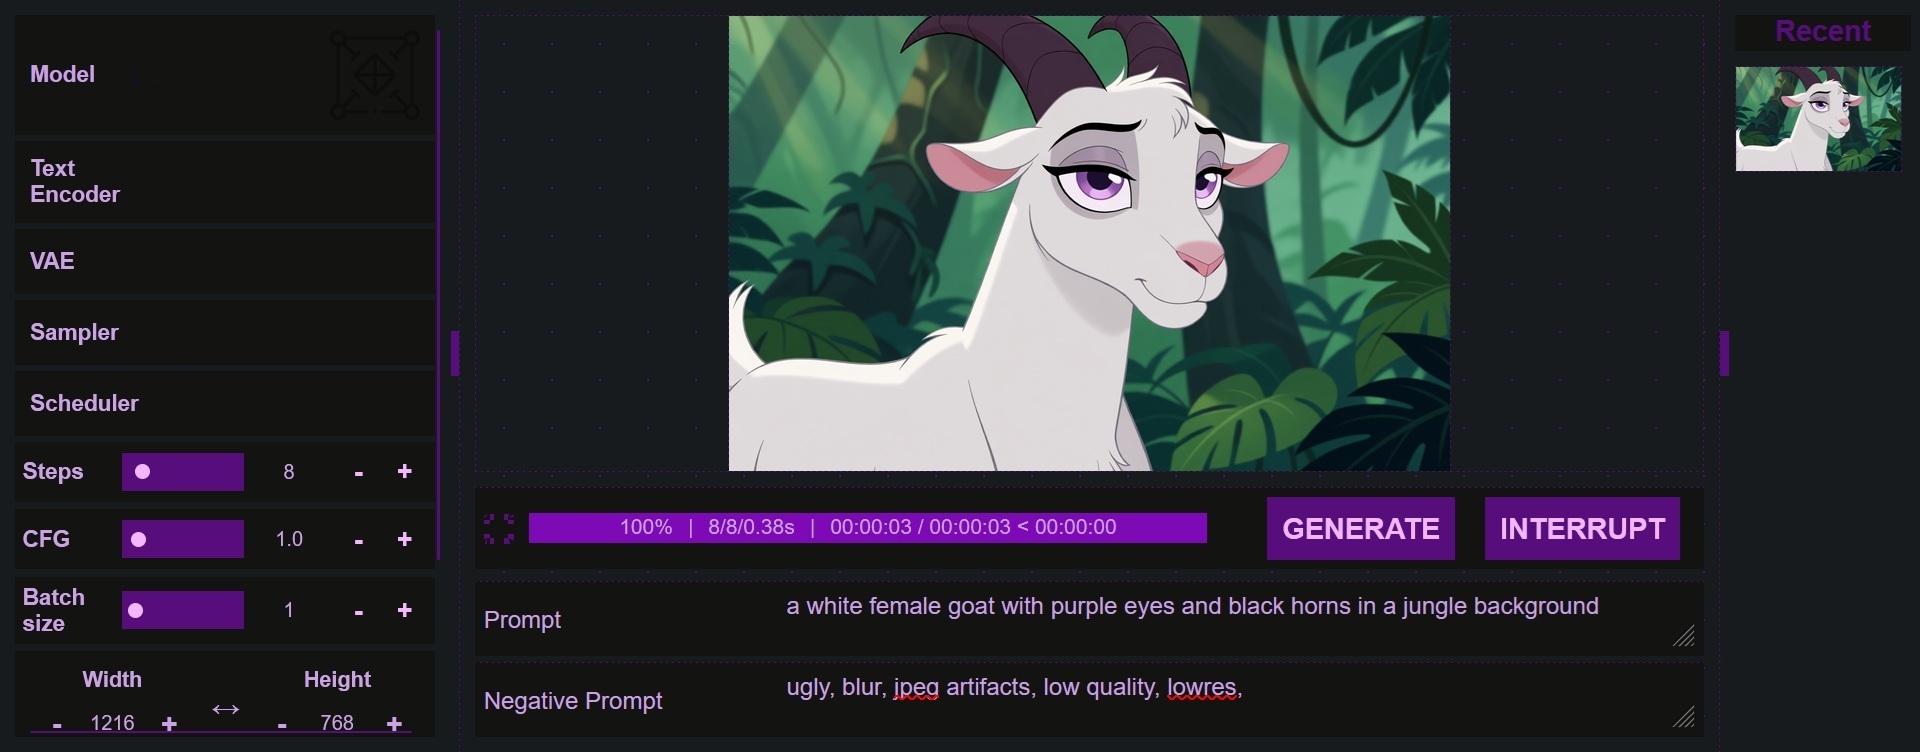 Model
Text
Encoder
VAE
Sampler
Scheduler
Steps 8 - +
CFG 1.0 - +
Batch
size 1 - +
Width Height
- 1216 + ↔ - 768 +
100% | 8/8/0.38s | 00:00:03 / 00:00:03 < 00:00:00
GENERATE INTERRUPT
Prompt a white female goat with purple eyes and black horns in a jungle background
Negative Prompt ugly, blur, jpeg artifacts, low quality, lowres,
Recent